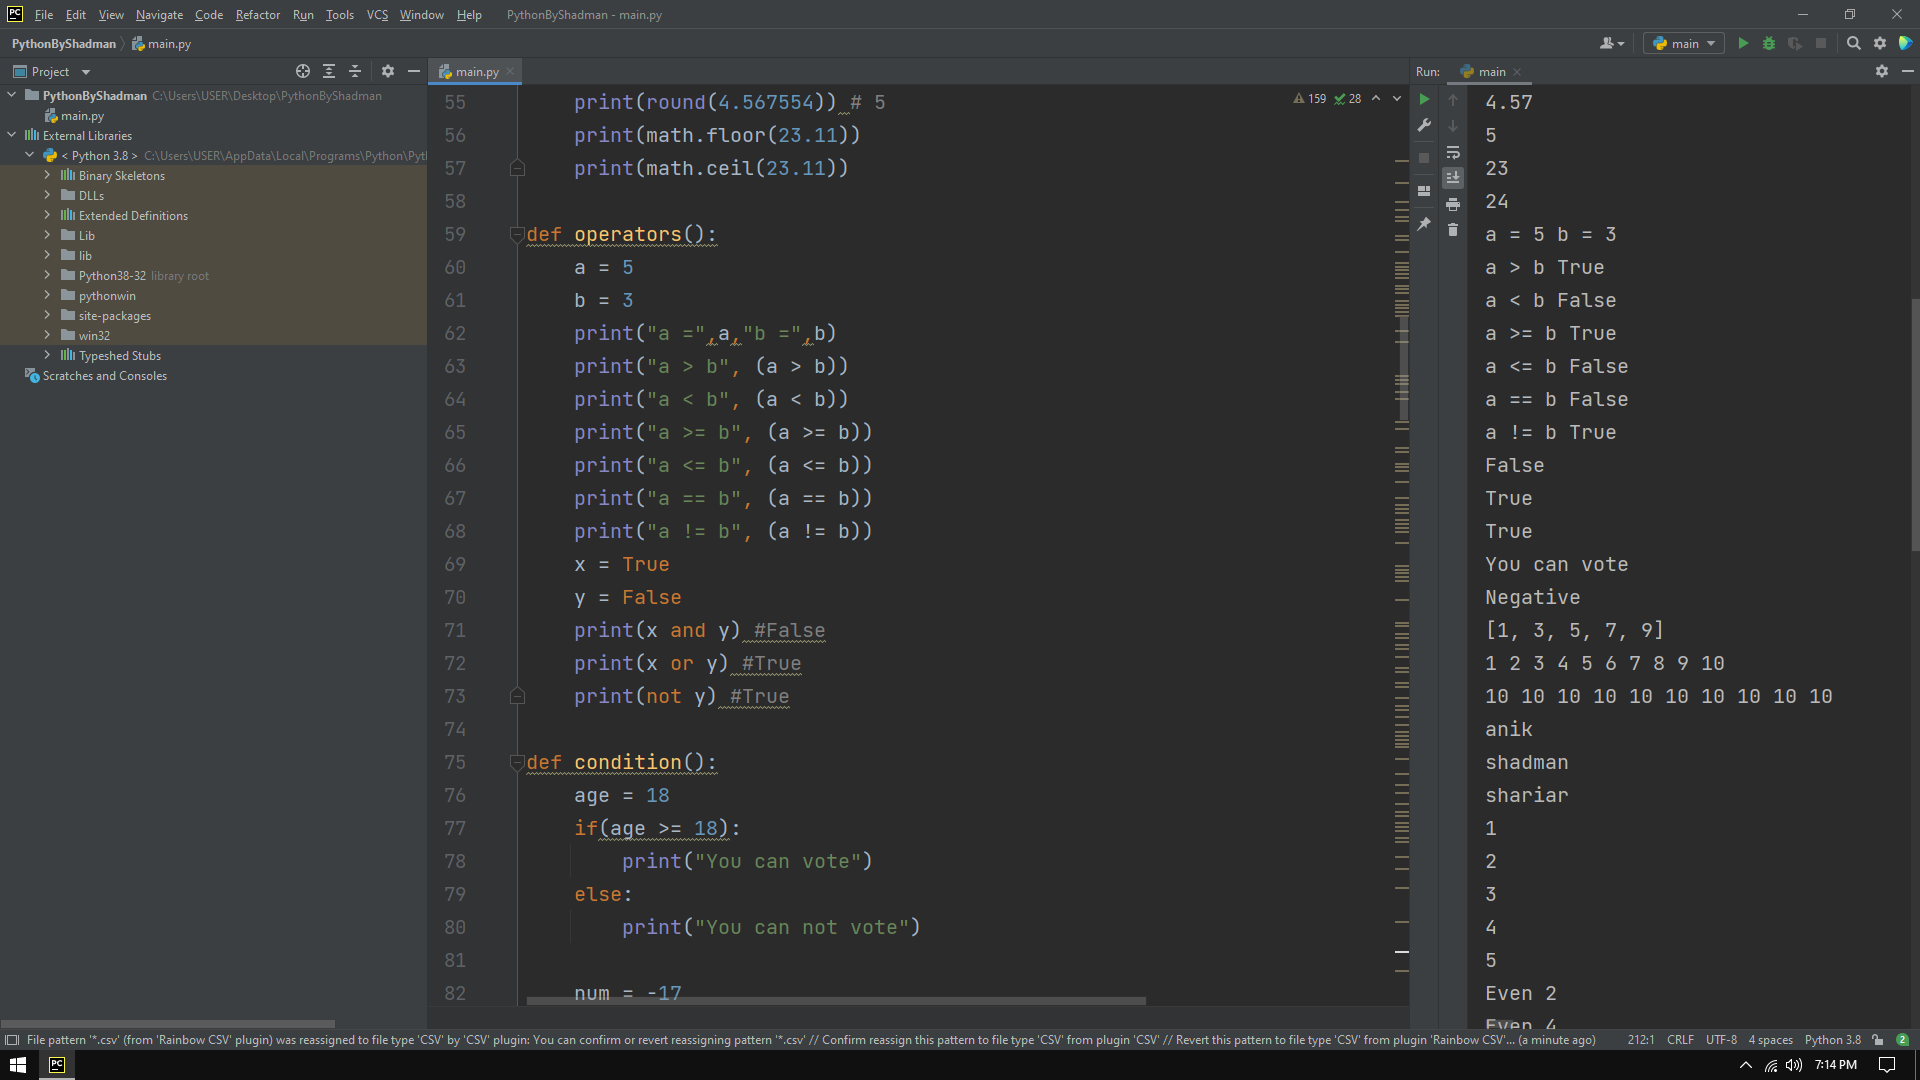 PC File Edit View Navigate Code Refactor Run Tools VCS Window Help PythonByShadman - main.py
PythonByShadman main.py
main
Project
PythonByShadman C:\Users\USER\Desktop\PythonByShadman
main.py
External Libraries
< Python 3.8 > C:\Users\USER\AppData\Local\Programs\Python\Pyt
Binary Skeletons
DLLs
Extended Definitions
Lib
lib
Python38-32 library root
pythonwin
site-packages
win32
Typeshed Stubs
Scratches and Consoles
main.py
159 28
55 print(round(4.567554)) # 5
56 print(math.floor(23.11))
57 print(math.ceil(23.11))
58
59 def operators():
60 a = 5
61 b = 3
62 print("a =",a,"b =",b)
63 print("a > b", (a > b))
64 print("a < b", (a < b))
65 print("a >= b", (a >= b))
66 print("a <= b", (a <= b))
67 print("a == b", (a == b))
68 print("a != b", (a != b))
69 x = True
70 y = False
71 print(x and y) #False
72 print(x or y) #True
73 print(not y) #True
74
75 def condition():
76 age = 18
77 if(age >= 18):
78 print("You can vote")
79 else:
80 print("You can not vote")
81
82 num = -17
Run: main
4.57
5
23
24
a = 5 b = 3
a > b True
a < b False
a >= b True
a <= b False
a == b False
a != b True
False
True
True
You can vote
Negative
[1, 3, 5, 7, 9]
1 2 3 4 5 6 7 8 9 10
10 10 10 10 10 10 10 10 10 10
anik
shadman
shariar
1
2
3
4
5
Even 2
Even 4
File pattern '*.csv' (from 'Rainbow CSV' plugin) was reassigned to file type 'CSV' by 'CSV' plugin: You can confirm or revert reassigning pattern '*.csv' // Confirm reassign this pattern to file type 'CSV' from plugin 'CSV' // Revert this pattern to file type 'CSV' from plugin 'Rainbow CSV'... (a minute ago) 212:1 CRLF UTF-8 4 spaces Python 3.8 2
PC 7:14 PM